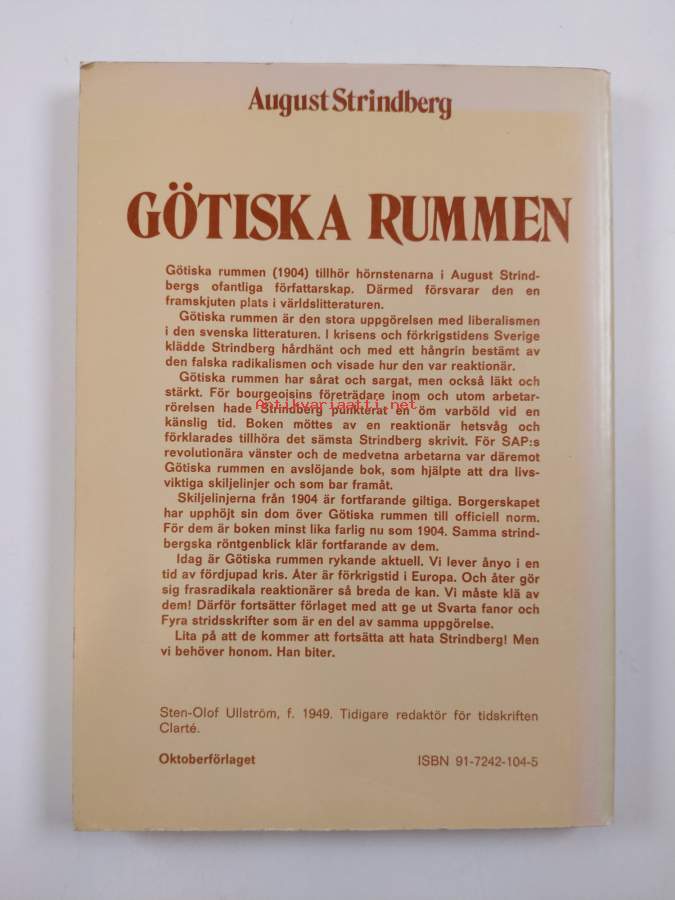 August Strindberg
GÖTISKA RUMMEN
Götiska rummen (1904) tillhör hörnstenarna i August Strind-
bergs ofantliga författarskap. Därmed försvarar den en
framskjuten plats i världslitteraturen.
Götiska rummen är den stora uppgörelsen med liberalismen
i den svenska litteraturen. I krisens och förkrigstidens Sverige
klädde Strindberg hårdhänt och med ett hångrin bestämt av
den falska radikalismen och visade hur den var reaktionär.
Götiska rummen har sårat och sargat, men också läkt och
stärkt. För bourgeoisins företrädare inom och utom arbetar-
rörelsen hade Strindberg punkterat en öm varböld vid en
antikvariaatti.net
känslig tid. Boken möttes av en reaktionär hetsvåg och
förklarades tillhöra det sämsta Strindberg skrivit. För SAP:s
revolutionära vänster och de medvetna arbetarna var däremot
Götiska rummen en avslöjande bok, som hjälpte att dra livs-
viktiga skiljelinjer och som bar framåt.
Skiljelinjerna från 1904 är fortfarande giltiga. Borgerskapet
har upphöjt sin dom över Götiska rummen till officiell norm.
För dem är boken minst lika farlig nu som 1904. Samma strind-
bergska röntgenblick klär fortfarande av dem.
Idag är Götiska rummen rykande aktuell. Vi lever ånyo i en
tid av fördjupad kris. Åter är förkrigstid i Europa. Och åter gör
sig frasradikala reaktionärer så breda de kan. Vi måste klä av
dem! Därför fortsätter förlaget med att ge ut Svarta fanor och
Fyra stridsskrifter som är en del av samma uppgörelse.
Lita på att de kommer att fortsätta att hata Strindberg! Men
vi behöver honom. Han biter.
Sten-Olof Ullström, f. 1949. Tidigare redaktör för tidskriften
Clarté.
Oktoberförlaget ISBN 91-7242-104-5